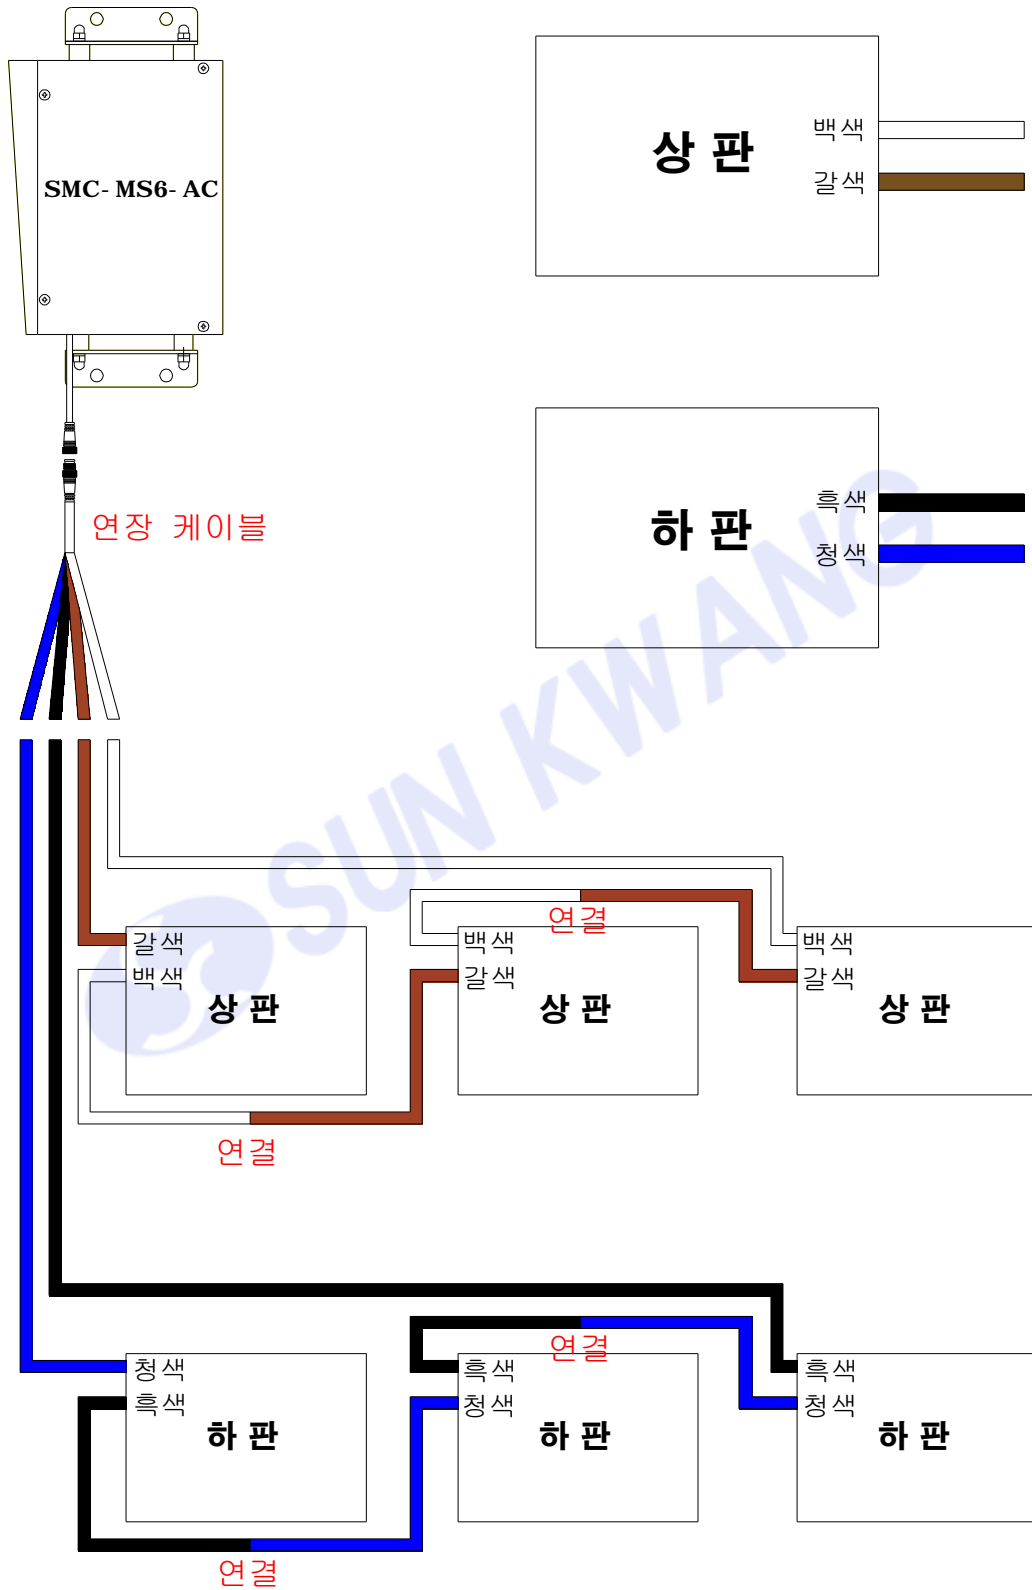 SMC- MS6- AC
상 판
백색
갈색
하 판
흑색
청색
연장 케이블
SUN KWANG
갈색
백색
상 판
연결
백색
갈색
상 판
연결
백색
갈색
상 판
청색
흑색
하 판
연결
흑색
청색
하 판
연결
흑색
청색
하 판